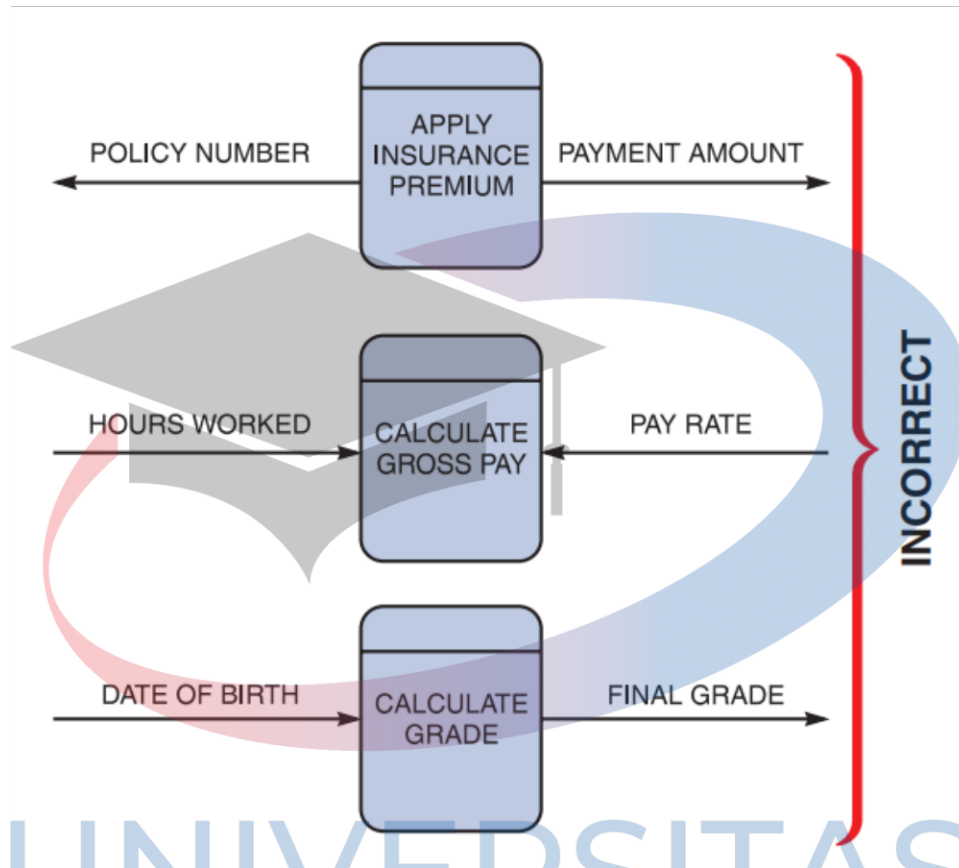 APPLY
INSURANCE
PREMIUM
POLICY NUMBER
PAYMENT AMOUNT
HOURS WORKED
CALCULATE
GROSS PAY
PAY RATE
INCORRECT
DATE OF BIRTH
CALCULATE
GRADE
FINAL GRADE
UNIVERSITAS